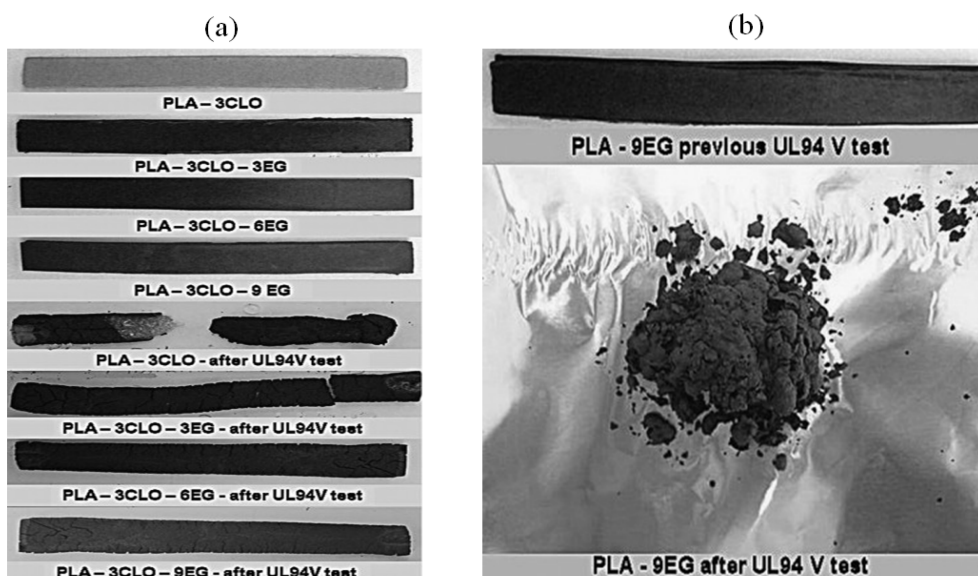 (a)
PLA – 3CLO
PLA – 3CLO – 3EG
PLA – 3CLO – 6EG
PLA – 3CLO – 9 EG
PLA – 3CLO - after UL94V test
PLA – 3CLO – 3EG - after UL94V test
PLA – 3CLO – 6EG - after UL94V test
PLA – 3CLO – 9EG - after UL94V test
(b)
PLA - 9EG previous UL94 V test
PLA - 9EG after UL94 V test